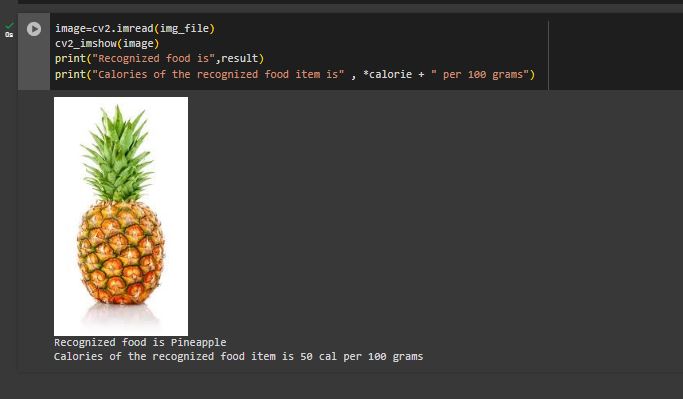 0s
image=cv2.imread(img_file)
cv2_imshow(image)
print("Recognized food is",result)
print("Calories of the recognized food item is" , *calorie + " per 100 grams")
Recognized food is Pineapple
Calories of the recognized food item is 50 cal per 100 grams